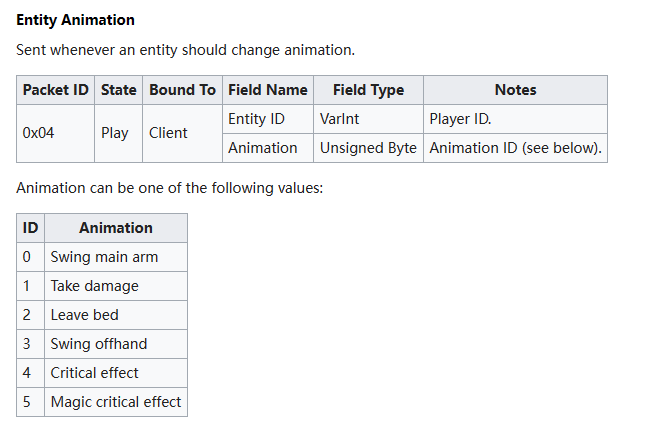 Entity Animation
Sent whenever an entity should change animation.
Packet ID State Bound To Field Name Field Type Notes
0x04 Play Client Entity ID VarInt Player ID.
Animation Unsigned Byte Animation ID (see below).
Animation can be one of the following values:
ID Animation
0 Swing main arm
1 Take damage
2 Leave bed
3 Swing offhand
4 Critical effect
5 Magic critical effect